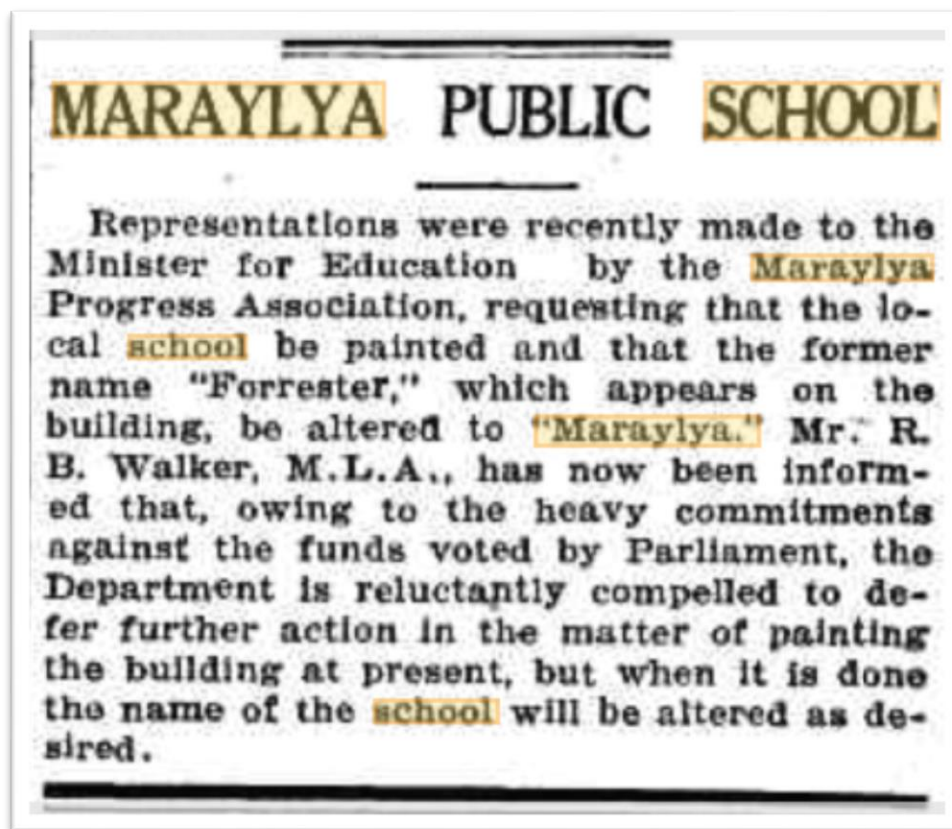 MARAYLYA PUBLIC SCHOOL
Representations were recently made to the
Minister for Education by the Maraylya
Progress Association, requesting that the lo-
cal school be painted and that the former
name "Forrester," which appears on the
building, be altered to "Maraylya." Mr. R.
B. Walker, M.L.A., has now been inform-
ed that, owing to the heavy commitments
against the funds voted by Parliament, the
Department is reluctantly compelled to de-
fer further action in the matter of painting
the building at present, but when it is done
the name of the school will be altered as de-
sired.